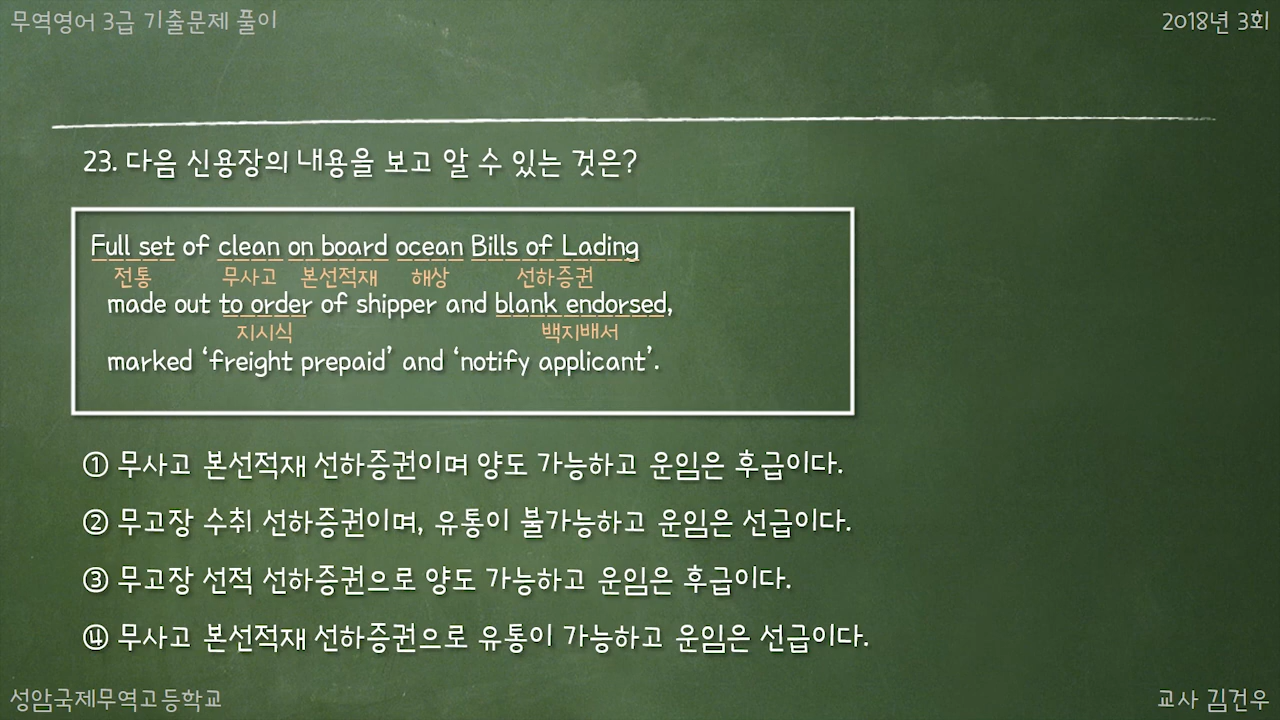 무역영어 3급 기출문제 풀이
2018년 3회
23. 다음 신용장의 내용을 보고 알 수 있는 것은?
Full set of clean on board ocean Bills of Lading
전통 무사고 본선적재 해상 선하증권
made out to order of shipper and blank endorsed,
지시식 백지배서
marked ‘freight prepaid’ and ‘notify applicant’.
① 무사고 본선적재 선하증권이며 양도 가능하고 운임은 후급이다.
② 무고장 수취 선하증권이며, 유통이 불가능하고 운임은 선급이다.
③ 무고장 선적 선하증권으로 양도 가능하고 운임은 후급이다.
④ 무사고 본선적재 선하증권으로 유통이 가능하고 운임은 선급이다.
성암국제무역고등학교
교사 김건우